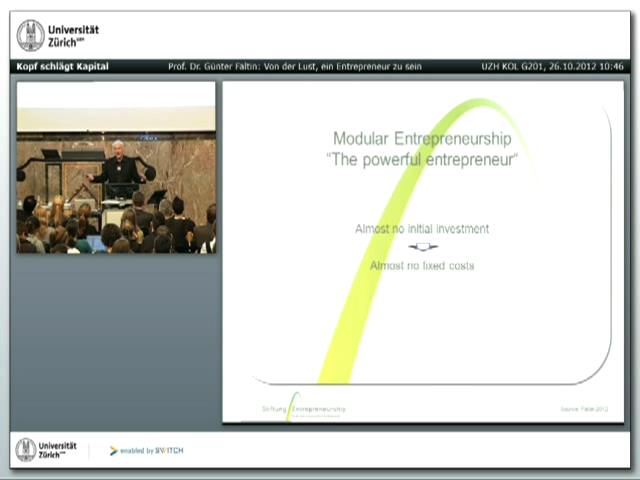 Universität
Zürich UZH
Kopf schlägt Kapital
Prof. Dr. Günter Faltin: Von der Lust, ein Entrepreneur zu sein
UZH KOL G201, 26.10.2012 10:46
Modular Entrepreneurship
"The powerful entrepreneur"
Almost no initial investment
Almost no fixed costs
Stiftung Entrepreneurship
Source: Faltin 2012
Universität
Zürich UZH
enabled by SWITCH